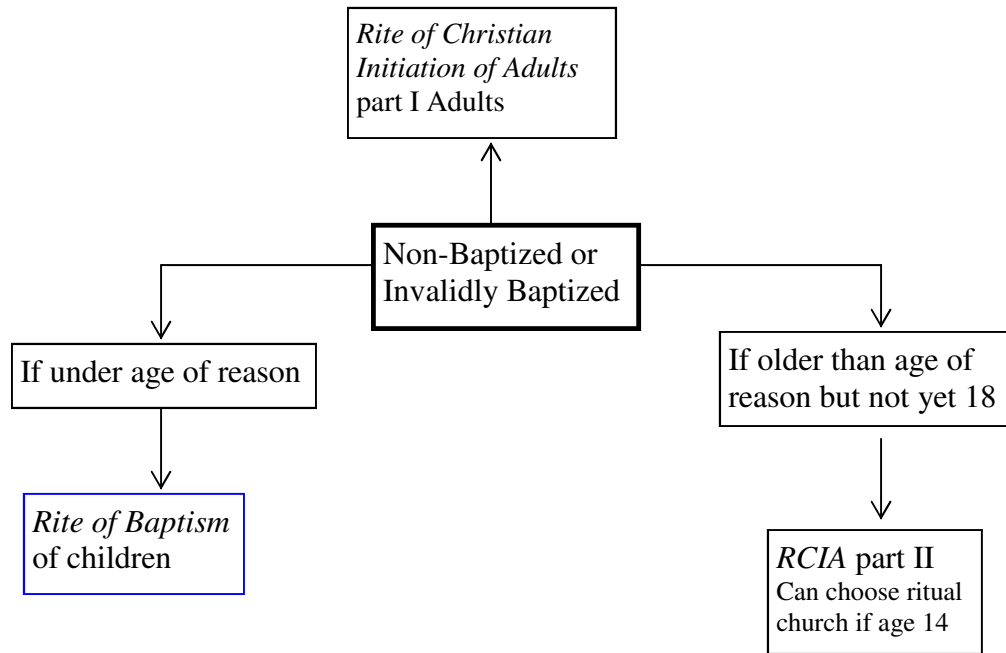 Rite of Christian
Initiation of Adults
part I Adults
Non-Baptized or
Invalidly Baptized
If under age of reason
If older than age of
reason but not yet 18
Rite of Baptism
of children
RCIA part II
Can choose ritual
church if age 14